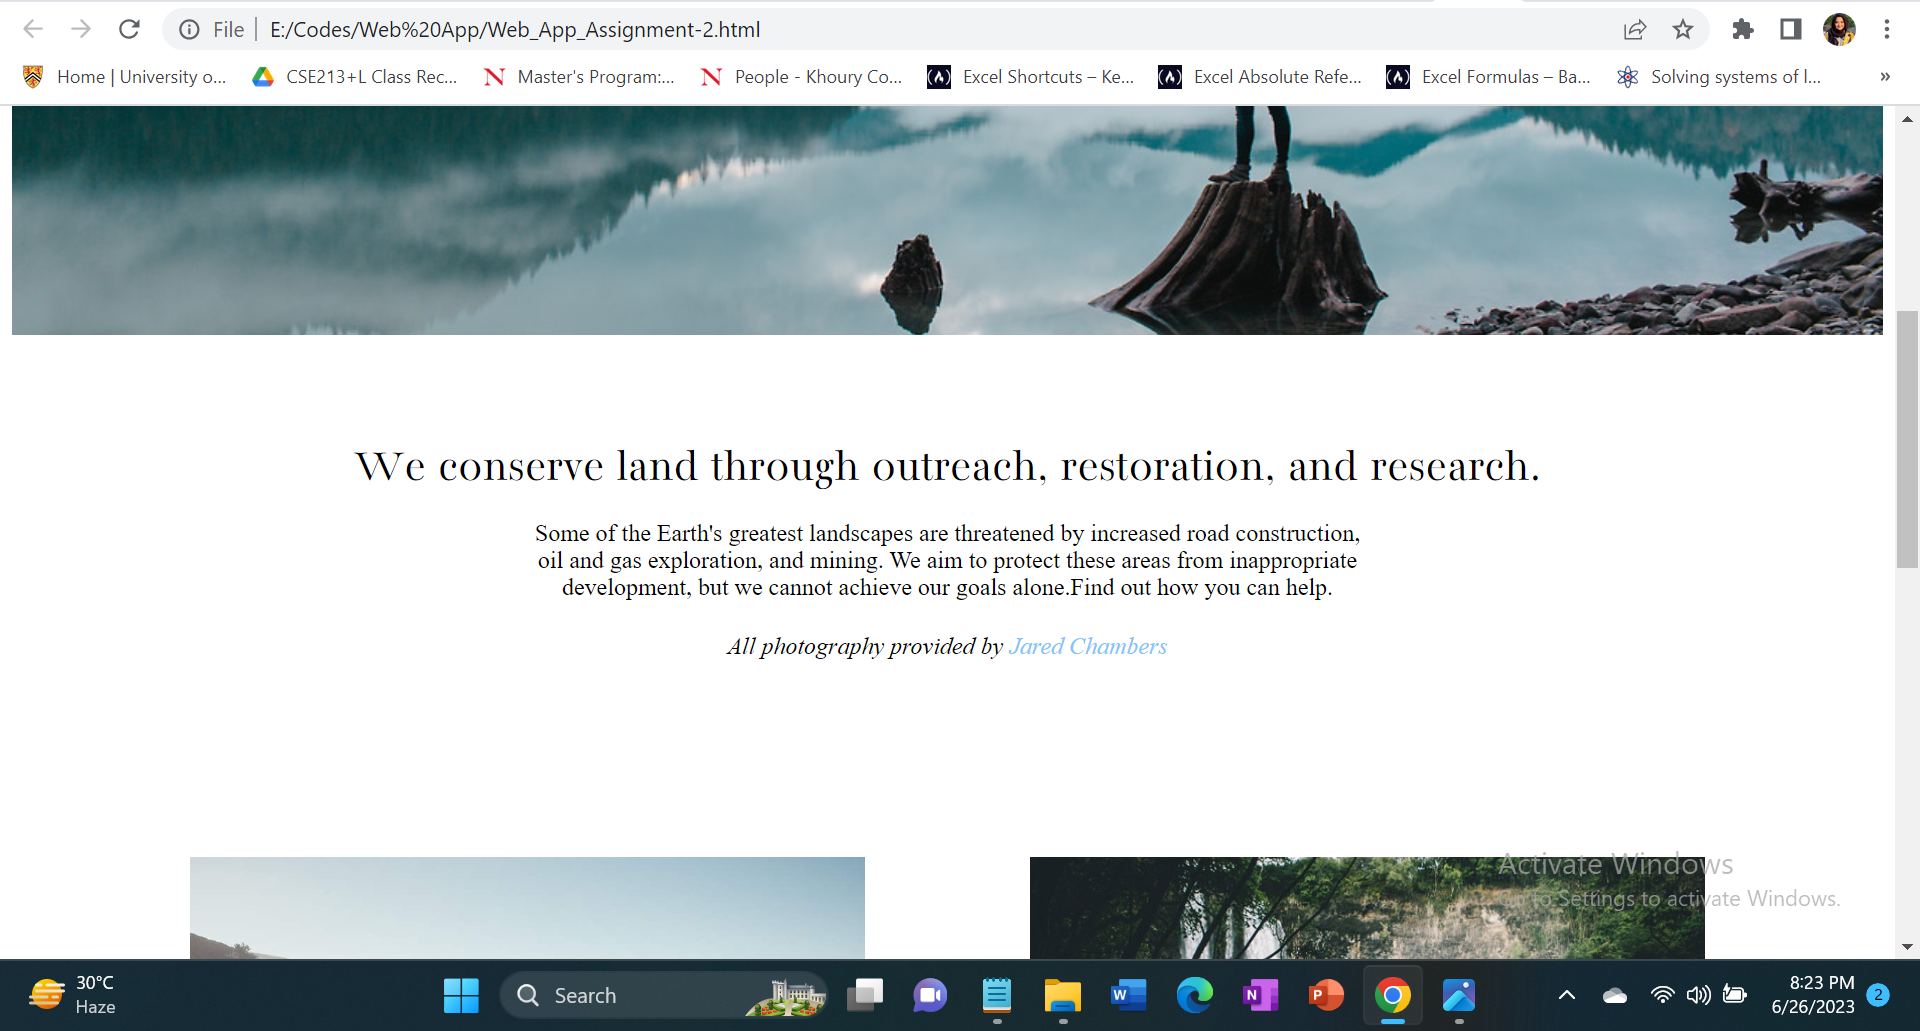 File E:/Codes/Web%20App/Web_App_Assignment-2.html
Home | University o... CSE213+L Class Rec... Master's Program:... People - Khoury Co... Excel Shortcuts – Ke... Excel Absolute Refe... Excel Formulas – Ba... Solving systems of l... »
We conserve land through outreach, restoration, and research.
Some of the Earth's greatest landscapes are threatened by increased road construction,
oil and gas exploration, and mining. We aim to protect these areas from inappropriate
development, but we cannot achieve our goals alone.Find out how you can help.
All photography provided by Jared Chambers
Activate Windows
Go to Settings to activate Windows.
30°C
Haze
Search
8:23 PM
6/26/2023
2